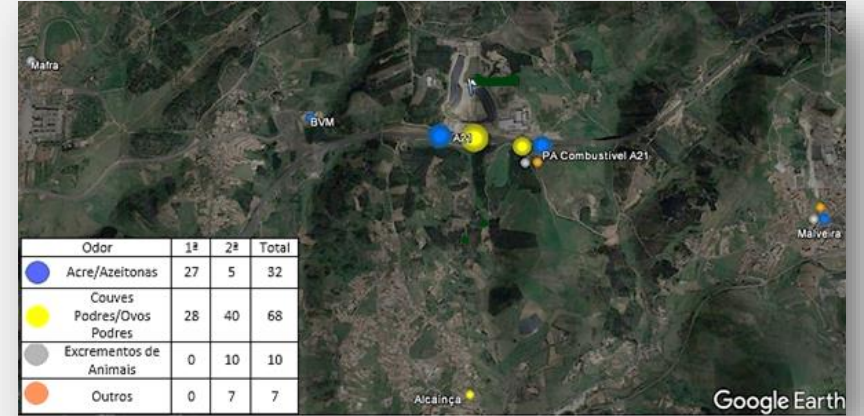 Mafra
BVM
A21
PA Combustível A21
Malveira
Alcainça
Odor 1ª 2ª Total
Acre/Azeitonas 27 5 32
Couves
Podres/Ovos
Podres
28 40 68
Excrementos de
Animais
0 10 10
Outros 0 7 7
Google Earth